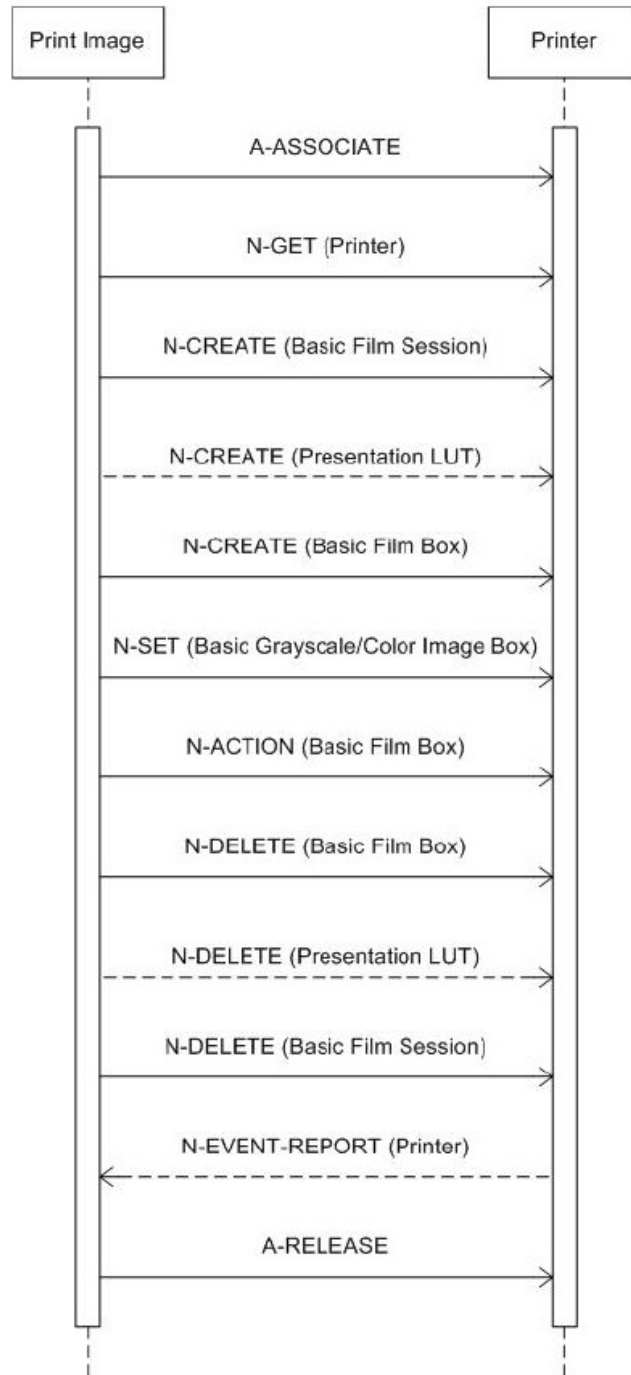 Print Image
Printer
A-ASSOCIATE
N-GET (Printer)
N-CREATE (Basic Film Session)
N-CREATE (Presentation LUT)
N-CREATE (Basic Film Box)
N-SET (Basic Grayscale/Color Image Box)
N-ACTION (Basic Film Box)
N-DELETE (Basic Film Box)
N-DELETE (Presentation LUT)
N-DELETE (Basic Film Session)
N-EVENT-REPORT (Printer)
A-RELEASE